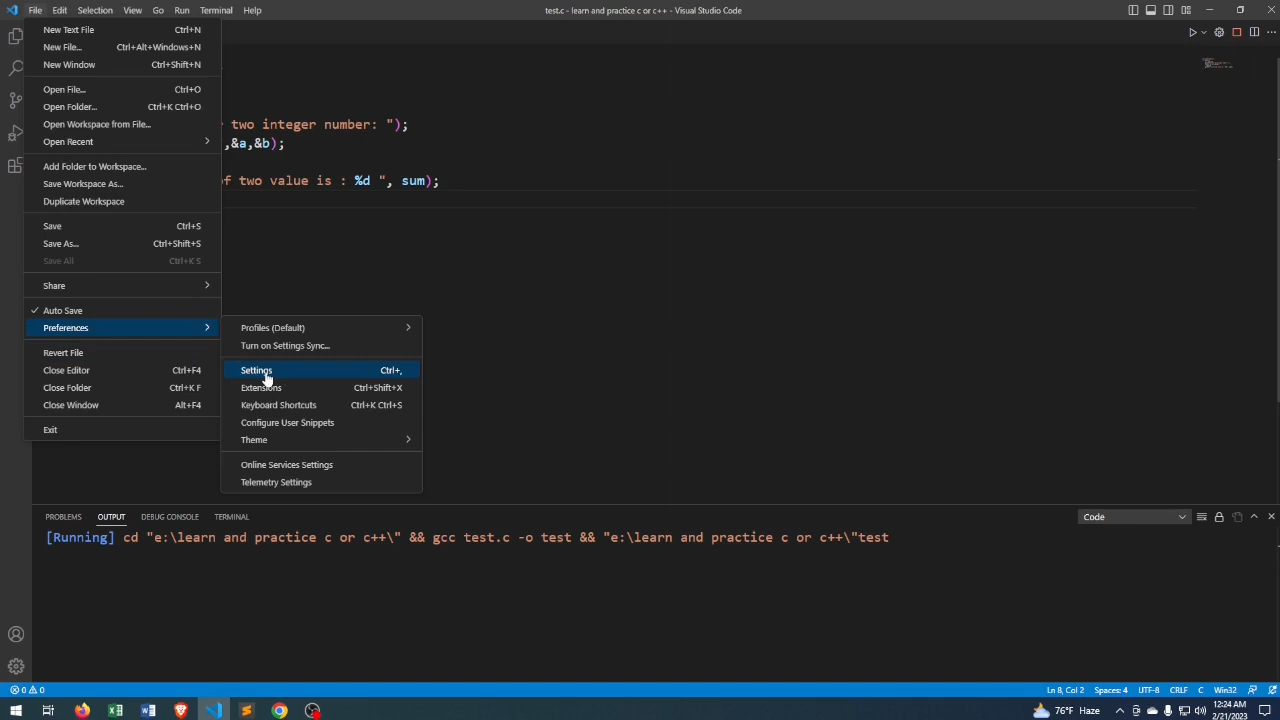 File Edit Selection View Go Run Terminal Help
test.c - learn and practice c or c++ - Visual Studio Code
New Text File Ctrl+N
New File... Ctrl+Alt+Windows+N
New Window Ctrl+Shift+N
Open File... Ctrl+O
Open Folder... Ctrl+K Ctrl+O
Open Workspace from File...
Open Recent
Add Folder to Workspace...
Save Workspace As...
Duplicate Workspace
Save Ctrl+S
Save As... Ctrl+Shift+S
Save All Ctrl+K S
Share
Auto Save
Preferences
Revert File
Close Editor Ctrl+F4
Close Folder Ctrl+K F
Close Window Alt+F4
Exit
Profiles (Default)
Turn on Settings Sync...
Settings Ctrl+,
Extensions Ctrl+Shift+X
Keyboard Shortcuts Ctrl+K Ctrl+S
Configure User Snippets
Theme
Online Services Settings
Telemetry Settings
two integer number: ");
,&a,&b);
f two value is : %d ", sum);
PROBLEMS OUTPUT DEBUG CONSOLE TERMINAL
Code
[Running] cd "e:\learn and practice c or c++\" && gcc test.c -o test && "e:\learn and practice c or c++\"test
0 0
Ln 8, Col 2 Spaces: 4 UTF-8 CRLF C Win32
76°F Haze
12:24 AM
2/21/2023